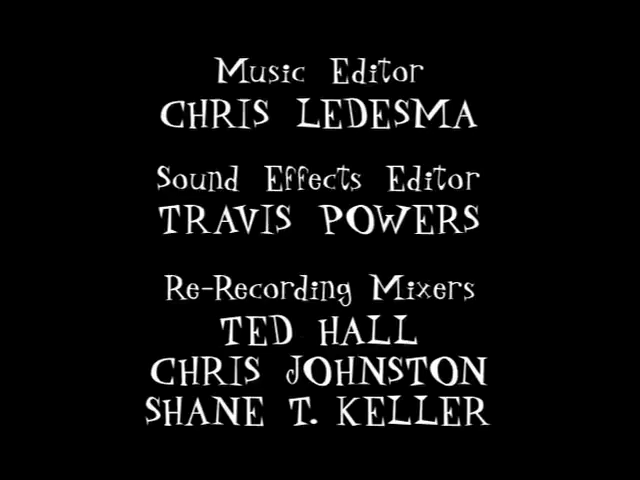 Music Editor
CHRIS LEDESMA
Sound Effects Editor
TRAVIS POWERS
Re-Recording Mixers
TED HALL
CHRIS JOHNSTON
SHANE T. KELLER